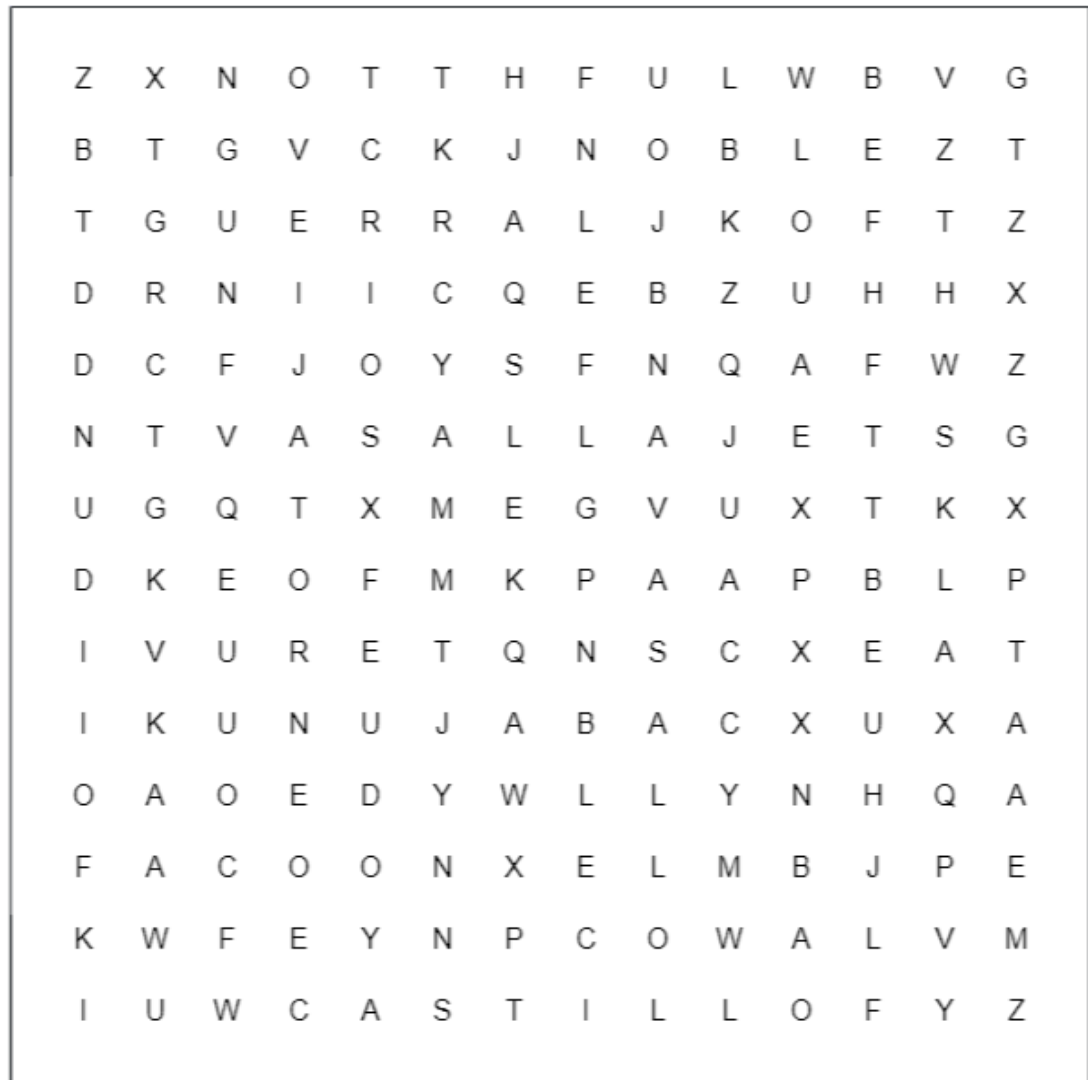 Z X N O T T H F U L W B V G
B T G V C K J N O B L E Z T
T G U E R R A L J K O F T Z
D R N I I C Q E B Z U H H X
D C F J O Y S F N Q A F W Z
N T V A S A L L A J E T S G
U G Q T X M E G V U X T K X
D K E O F M K P A A P B L P
I V U R E T Q N S C X E A T
I K U N U J A B A C X U X A
O A O E D Y W L L Y N H Q A
F A C O O N X E L M B J P E
K W F E Y N P C O W A L V M
I U W C A S T I L L O F Y Z